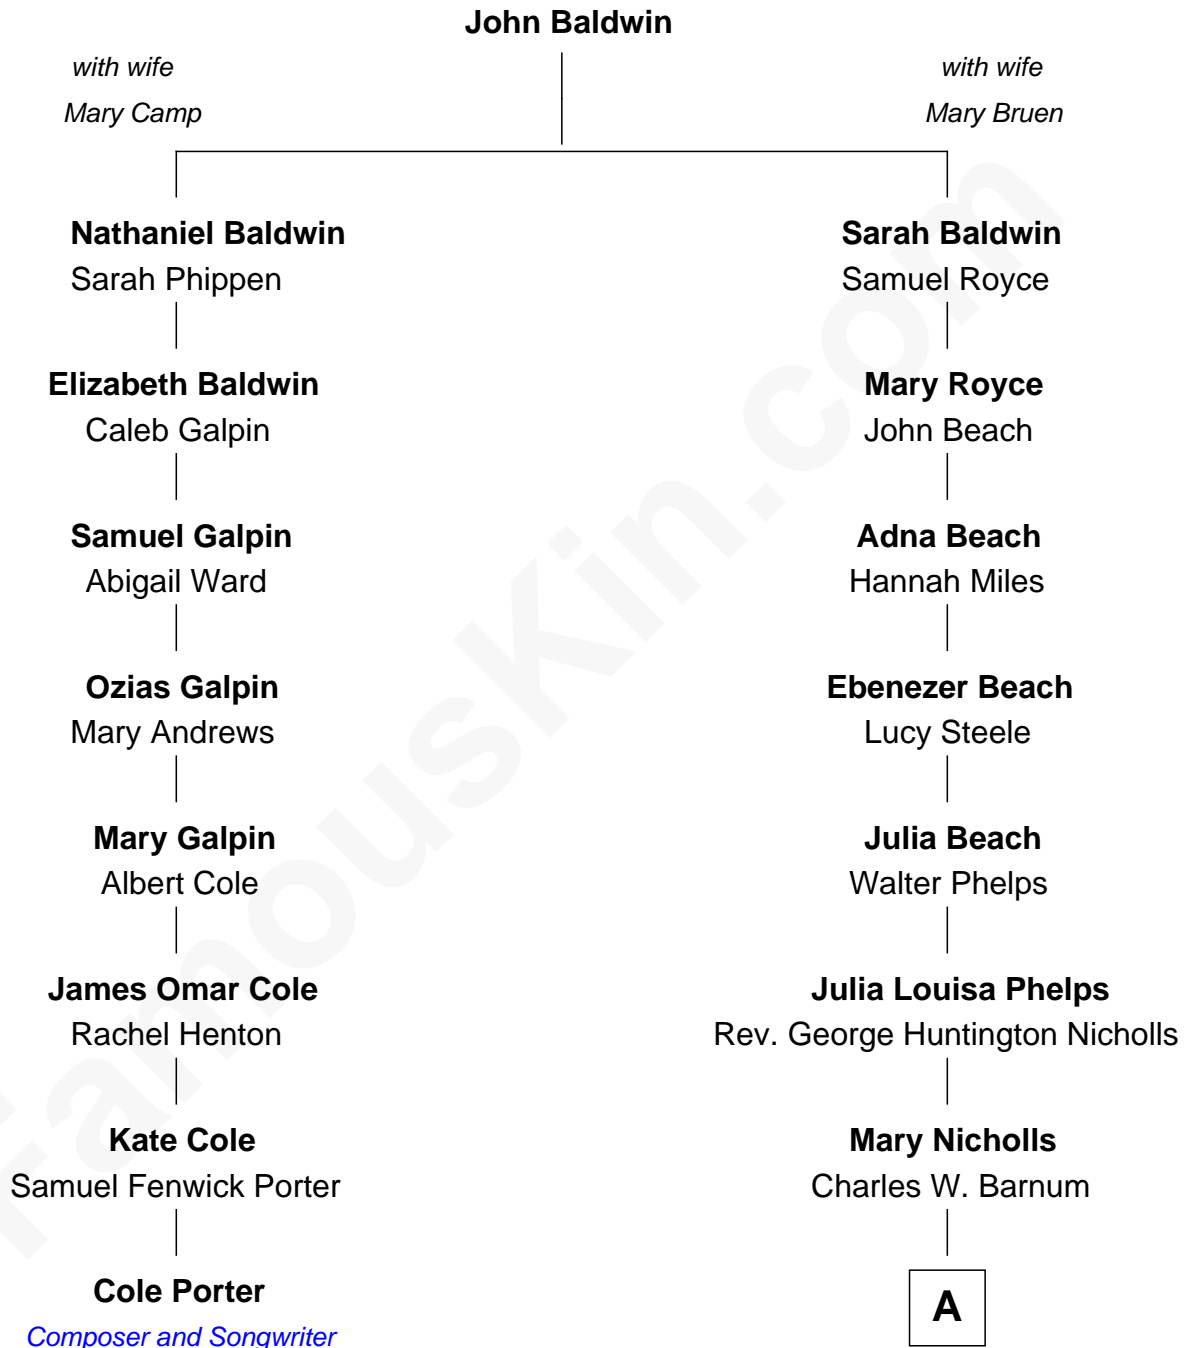 John Baldwin
with wife
Mary Camp
with wife
Mary Bruen
Nathaniel Baldwin
Sarah Phippen
Elizabeth Baldwin
Caleb Galpin
Samuel Galpin
Abigail Ward
Ozias Galpin
Mary Andrews
Mary Galpin
Albert Cole
James Omar Cole
Rachel Henton
Kate Cole
Samuel Fenwick Porter
Cole Porter
Composer and Songwriter
Sarah Baldwin
Samuel Royce
Mary Royce
John Beach
Adna Beach
Hannah Miles
Ebenezer Beach
Lucy Steele
Julia Beach
Walter Phelps
Julia Louisa Phelps
Rev. George Huntington Nicholls
Mary Nicholls
Charles W. Barnum
A
FamousKin.com